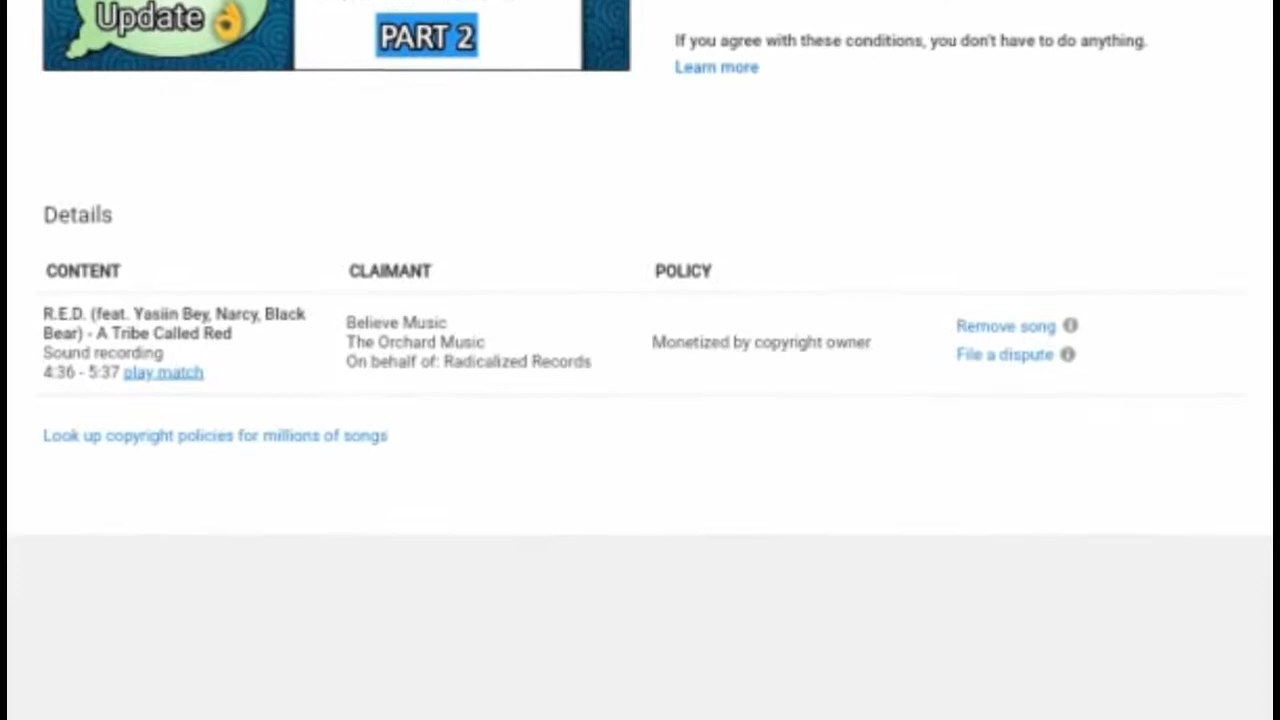 Update 👌
PART 2
If you agree with these conditions, you don't have to do anything.
Learn more
Details
CONTENT
CLAIMANT
POLICY
R.E.D. (feat. Yasiin Bey, Narcy, Black
Bear) - A Tribe Called Red
Sound recording
4:36 - 5:37 play match
Believe Music
The Orchard Music
On behalf of: Radicalized Records
Monetized by copyright owner
Remove song
File a dispute
Look up copyright policies for millions of songs